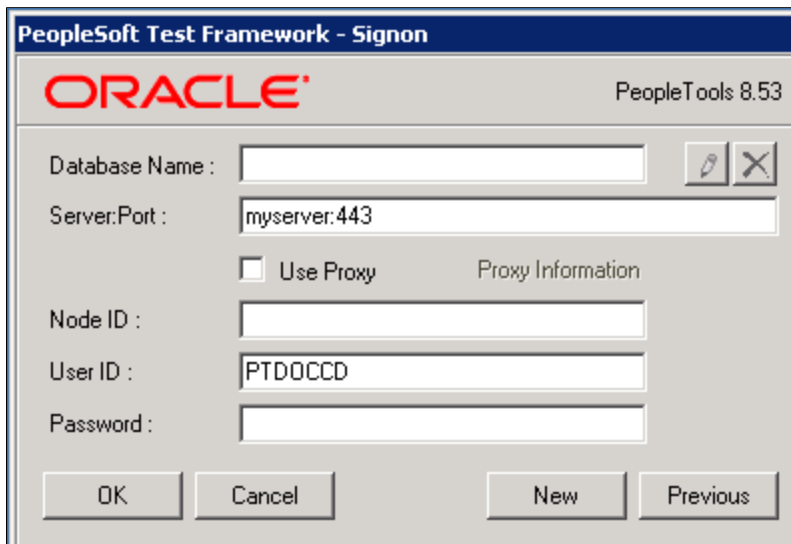 PeopleSoft Test Framework - Signon
ORACLE
PeopleTools 8.53
Database Name :
Server:Port : myserver:443
Use Proxy Proxy Information
Node ID :
User ID : PTDOCCD
Password :
OK Cancel New Previous